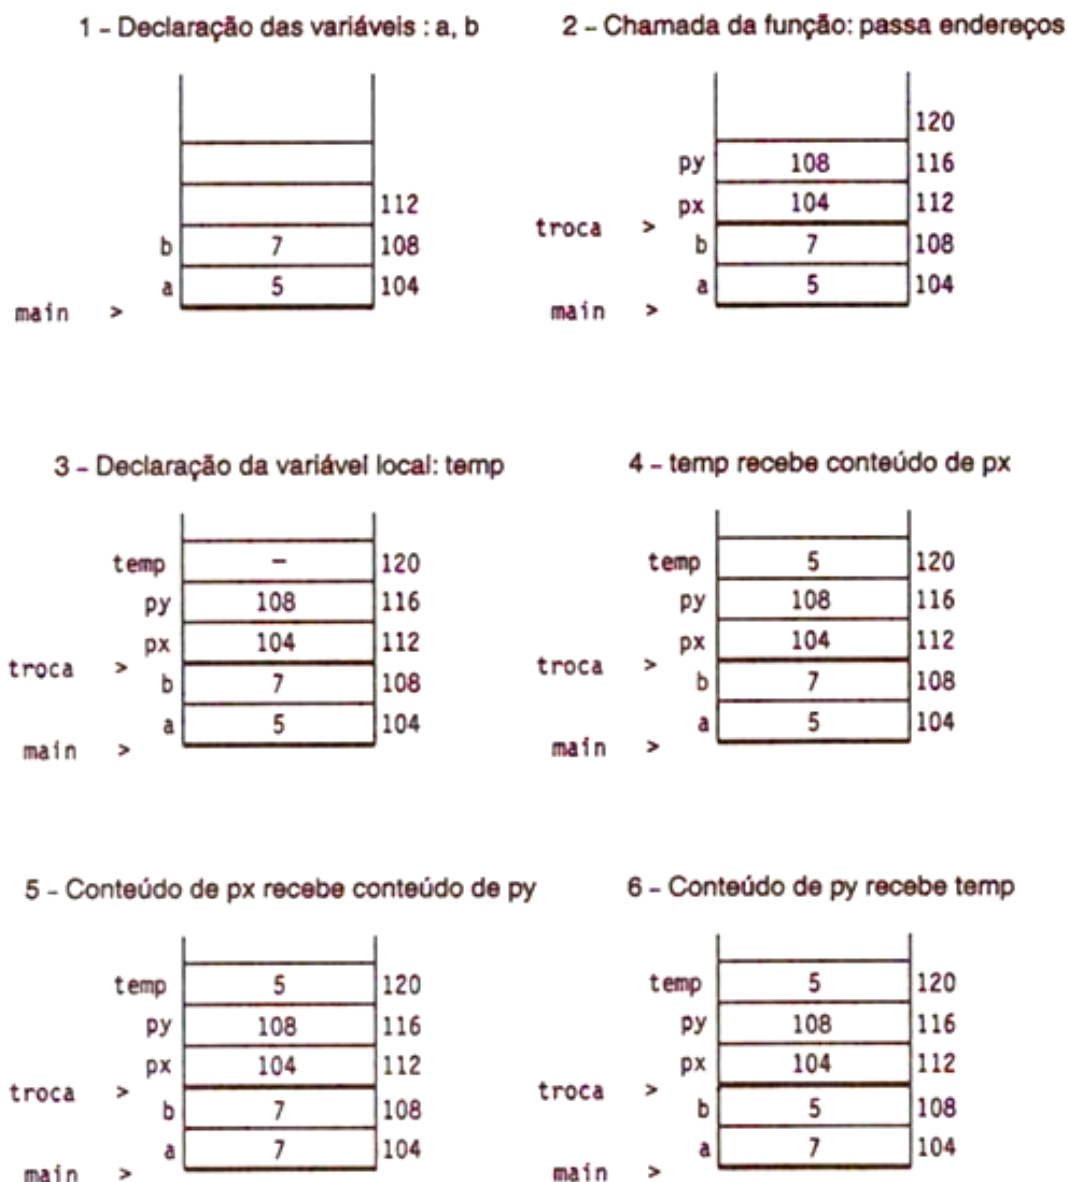 1 – Declaração das variáveis : a, b
112
b 7 108
a 5 104
main >
2 – Chamada da função: passa endereços
120
py 108 116
px 104 112
troca >
b 7 108
a 5 104
main >
3 – Declaração da variável local: temp
temp – 120
py 108 116
px 104 112
troca >
b 7 108
a 5 104
main >
4 – temp recebe conteúdo de px
temp 5 120
py 108 116
px 104 112
troca >
b 7 108
a 5 104
main >
5 – Conteúdo de px recebe conteúdo de py
temp 5 120
py 108 116
px 104 112
troca >
b 7 108
a 7 104
main >
6 – Conteúdo de py recebe temp
temp 5 120
py 108 116
px 104 112
troca >
b 5 108
a 7 104
main >